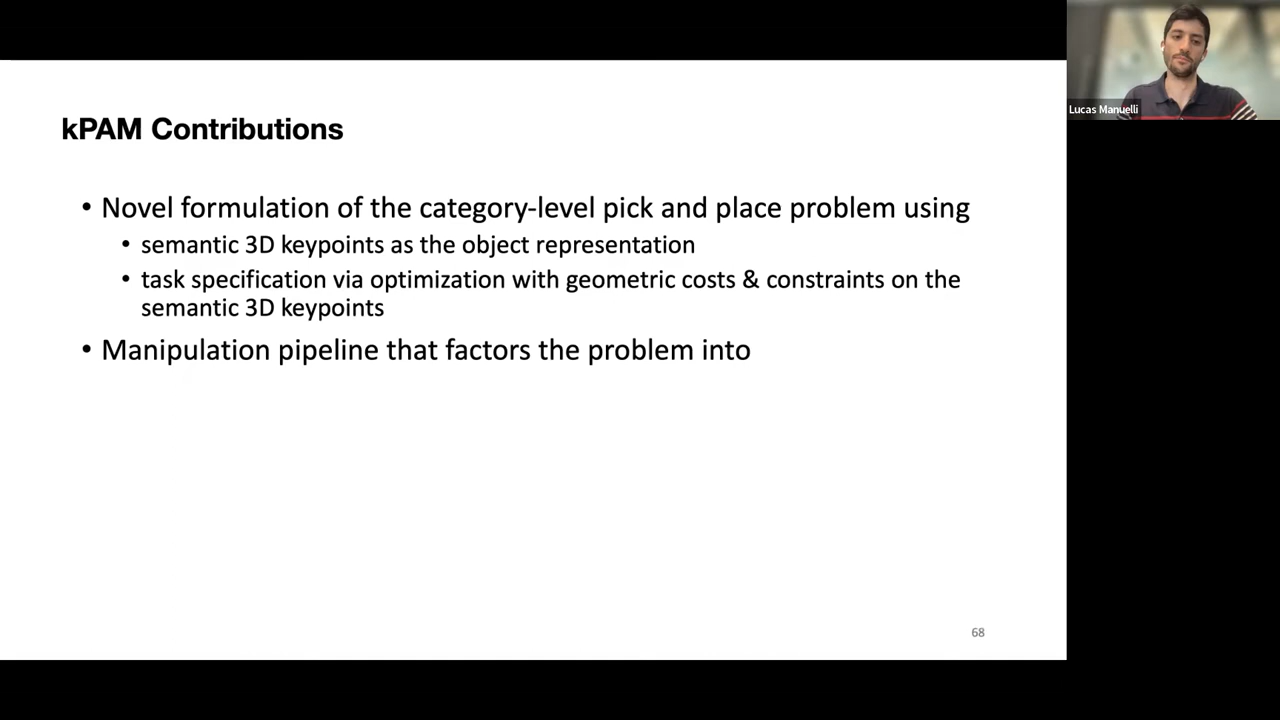 Lucas Manuelli
kPAM Contributions
• Novel formulation of the category-level pick and place problem using
• semantic 3D keypoints as the object representation
• task specification via optimization with geometric costs & constraints on the
semantic 3D keypoints
• Manipulation pipeline that factors the problem into
68